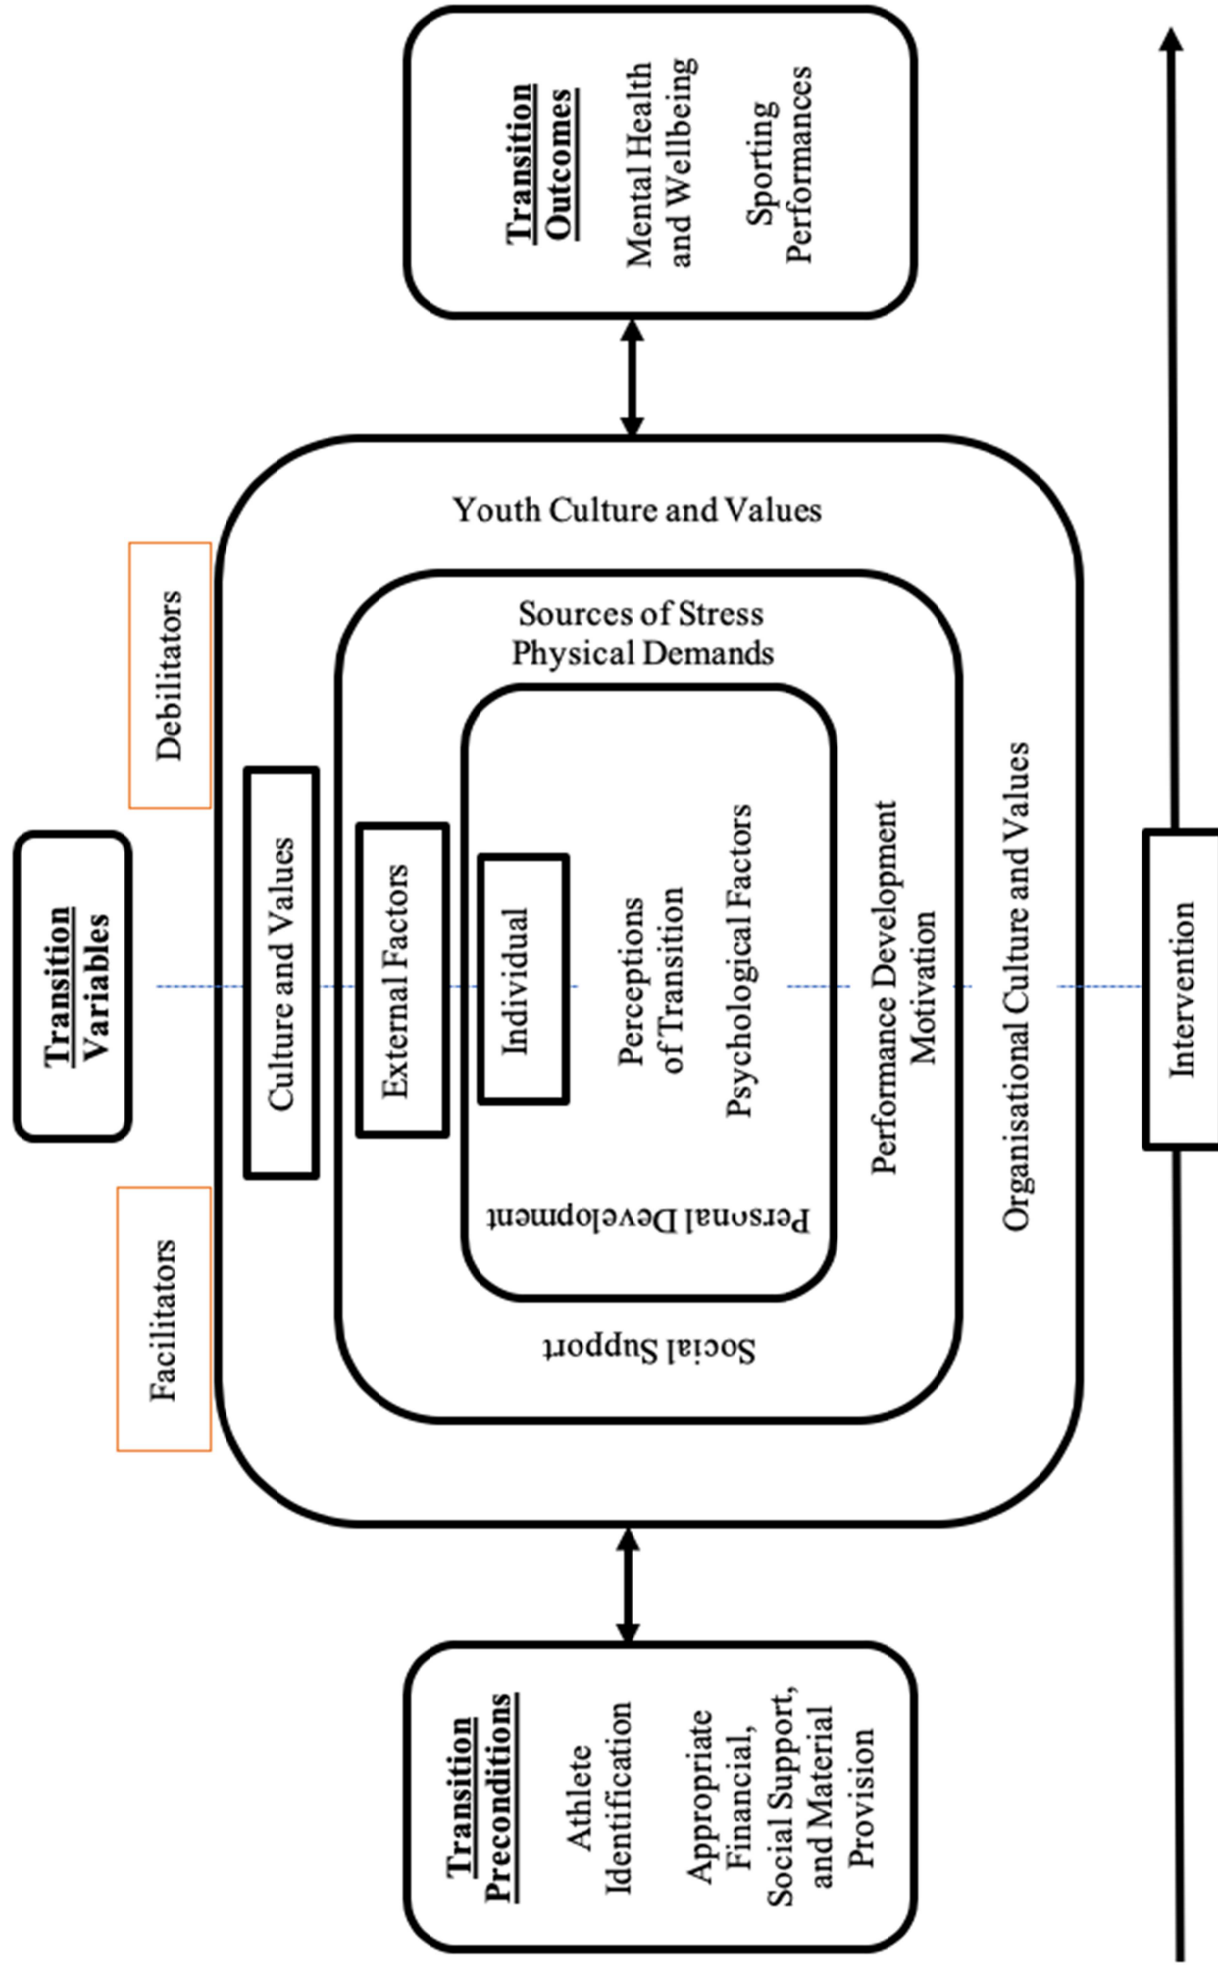 Transition
Variables
Facilitators
Debilitators
Transition
Preconditions
Athlete
Identification
Appropriate
Financial,
Social Support,
and Material
Provision
Culture and Values
External Factors
Individual
Perceptions
of Transition
Psychological Factors
Personal Development
Social Support
Performance Development
Motivation
Organisational Culture and Values
Sources of Stress
Physical Demands
Youth Culture and Values
Transition
Outcomes
Mental Health
and Wellbeing
Sporting
Performances
Intervention